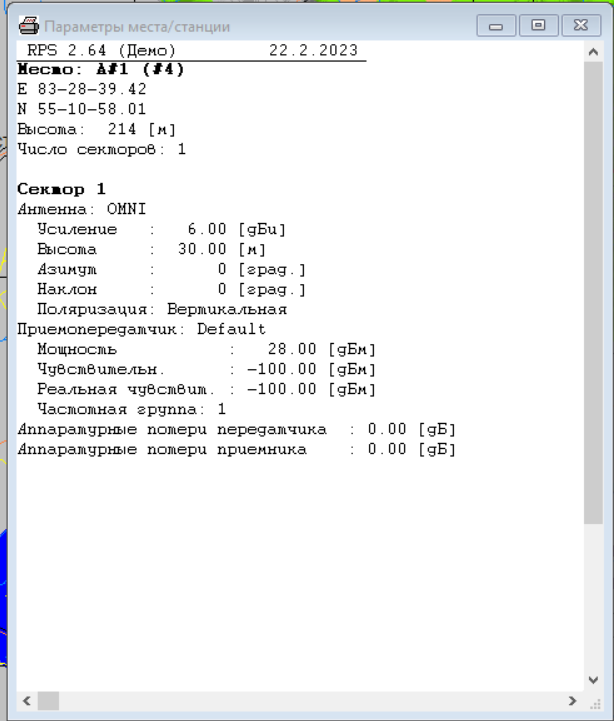 Параметры места/станции
RPS 2.64 (Демо) 22.2.2023
Место: A#1 (#4)
E 83-28-39.42
N 55-10-58.01
Высота: 214 [м]
Число секторов: 1
Сектор 1
Антенна: OMNI
Усиление : 6.00 [дБи]
Высота : 30.00 [м]
Азимут : 0 [град.]
Наклон : 0 [град.]
Поляризация: Вертикальная
Приемопередатчик: Default
Мощность : 28.00 [дБм]
Чувствительн. : -100.00 [дБм]
Реальная чувствит. : -100.00 [дБм]
Частотная группа: 1
Аппаратурные потери передатчика : 0.00 [дБ]
Аппаратурные потери приемника : 0.00 [дБ]